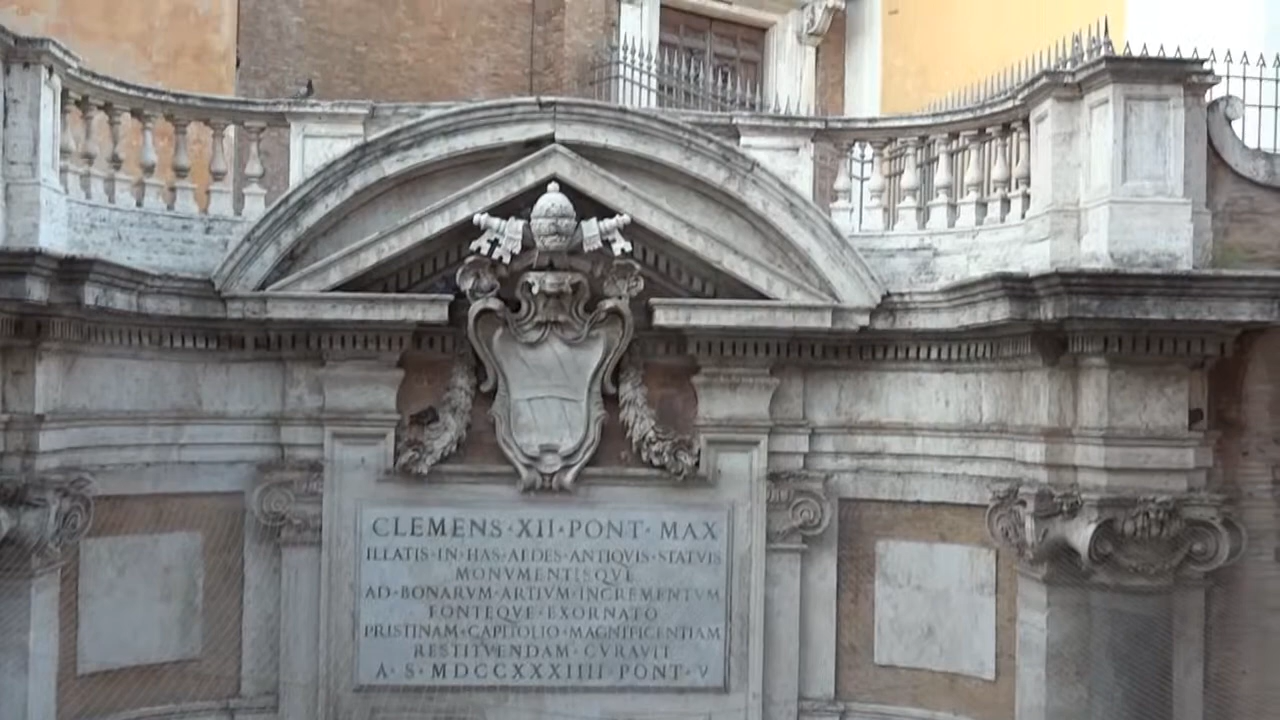 CLEMENS·XII·PONT·MAX
ILLATIS·IN·HAS·AEDES·ANTIQVIS·STATVIS
MONVMENTISQVE
AD·BONARVM·ARTIVM·INCREMENTVM
FONTEQVE·EXORNATO
PRISTINAM·CAPITOLIO·MAGNIFICENTIAM
RESTITVENDAM·CVRAVIT
A·S·MDCCXXXIIII·PONT·V